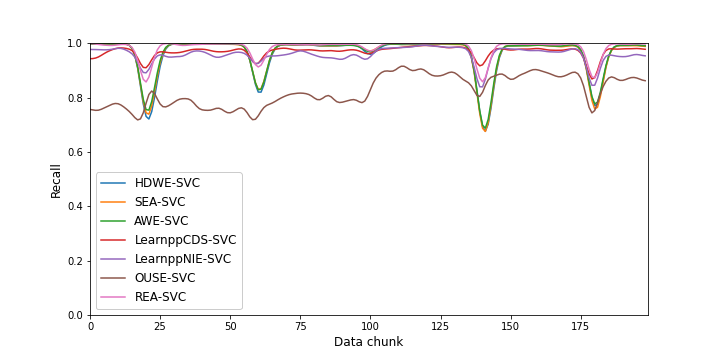 1.0
0.8
0.6
0.4
0.2
0.0
Recall
HDWE-SVC
SEA-SVC
AWE-SVC
LearnppCDS-SVC
LearnppNIE-SVC
OUSE-SVC
REA-SVC
0 25 50 75 100 125 150 175
Data chunk